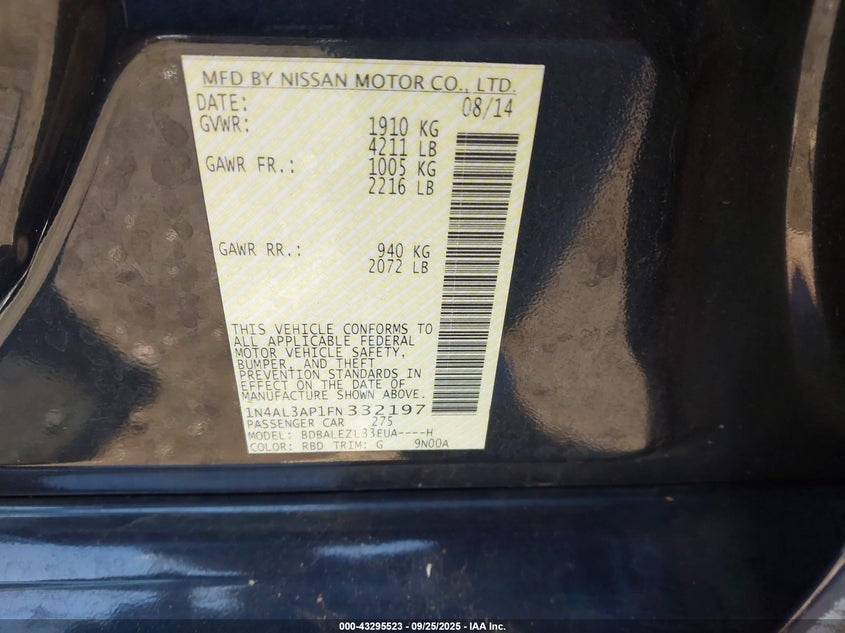 MFD BY NISSAN MOTOR CO., LTD.
DATE: 08/14
GVWR: 1910 KG
4211 LB
GAWR FR.: 1005 KG
2216 LB
GAWR RR.: 940 KG
2072 LB
THIS VEHICLE CONFORMS TO
ALL APPLICABLE FEDERAL
MOTOR VEHICLE SAFETY,
BUMPER, AND THEFT
PREVENTION STANDARDS IN
EFFECT ON THE DATE OF
MANUFACTURE SHOWN ABOVE.
1N4AL3AP1FN332197
PASSENGER CAR 275
MODEL: BDBALEZL33EUA----H
COLOR: RBD TRIM: G 9N00A
000-43295523 - 09/25/2025 - IAA Inc.